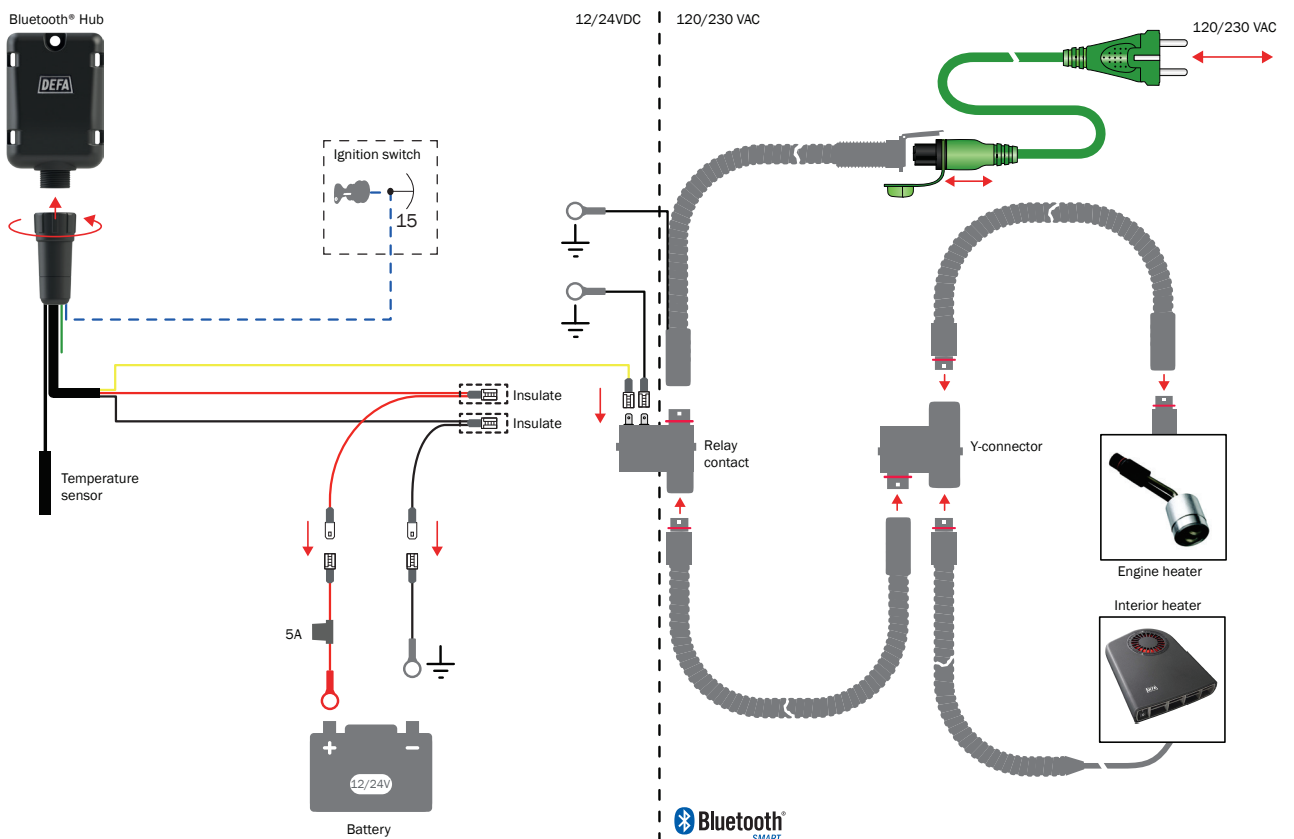 Bluetooth® Hub
12/24VDC
120/230 VAC
120/230 VAC
DEFA
Ignition switch
15
Insulate
Insulate
Relay
contact
Y-connector
Temperature
sensor
Engine heater
5A
Interior heater
DEFA
+ −
12/24V
Battery
Bluetooth®
SMART